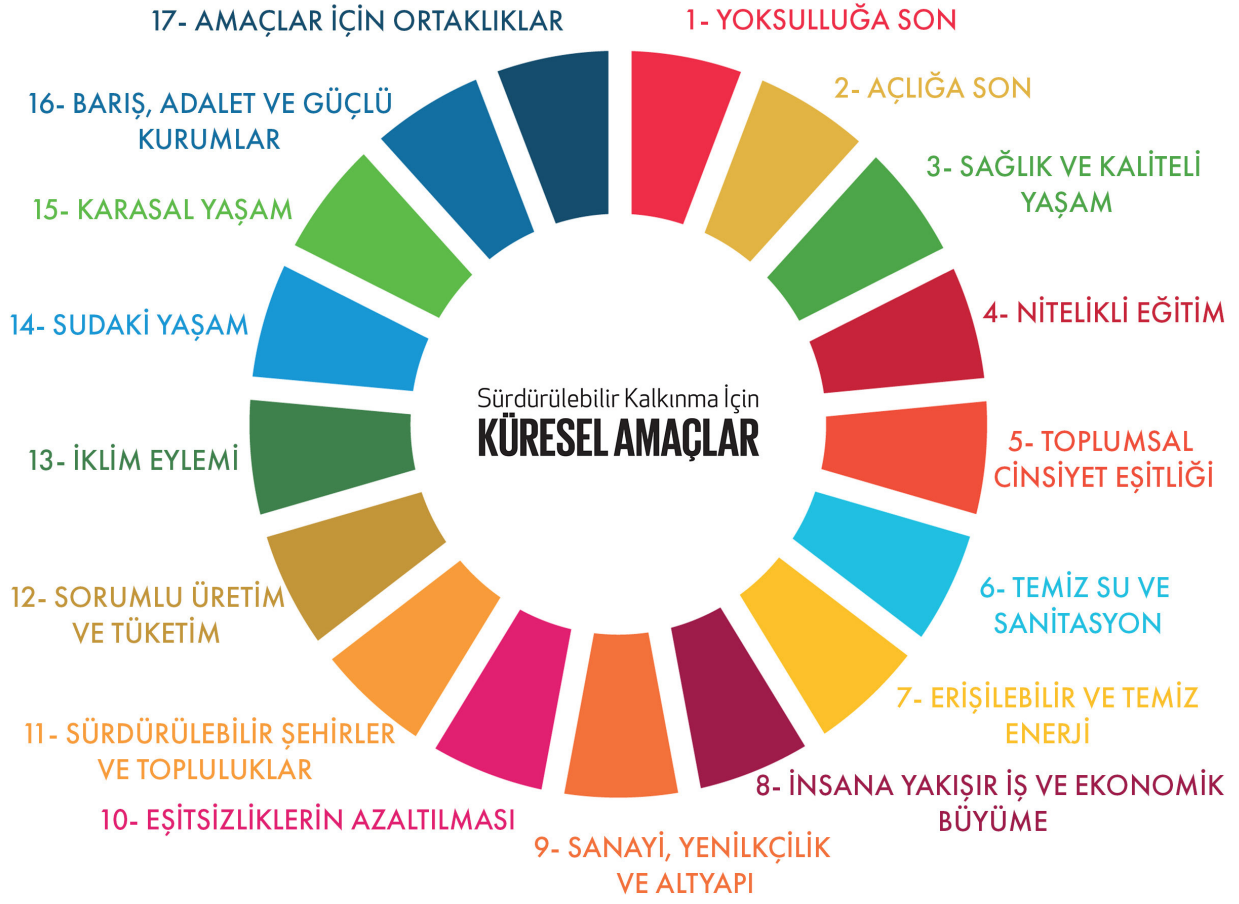 Sürdürülebilir Kalkınma İçin
KÜRESEL AMAÇLAR
1- YOKSULLUĞA SON
2- AÇLIĞA SON
3- SAĞLIK VE KALİTELİ
YAŞAM
4- NİTELİKLİ EĞİTİM
5- TOPLUMSAL
CİNSİYET EŞİTLİĞİ
6- TEMİZ SU VE
SANİTASYON
7- ERİŞİLEBİLİR VE TEMİZ
ENERJİ
8- İNSANA YAKIŞIR İŞ VE EKONOMİK
BÜYÜME
9- SANAYİ, YENİLKÇİLİK
VE ALTYAPI
10- EŞİTSİZLİKLERİN AZALTILMASI
11- SÜRDÜRÜLEBİLİR ŞEHİRLER
VE TOPLULUKLAR
12- SORUMLU ÜRETİM
VE TÜKETİM
13- İKLİM EYLEMİ
14- SUDAKİ YAŞAM
15- KARASAL YAŞAM
16- BARIŞ, ADALET VE GÜÇLÜ
KURUMLAR
17- AMAÇLAR İÇİN ORTAKLIKLAR